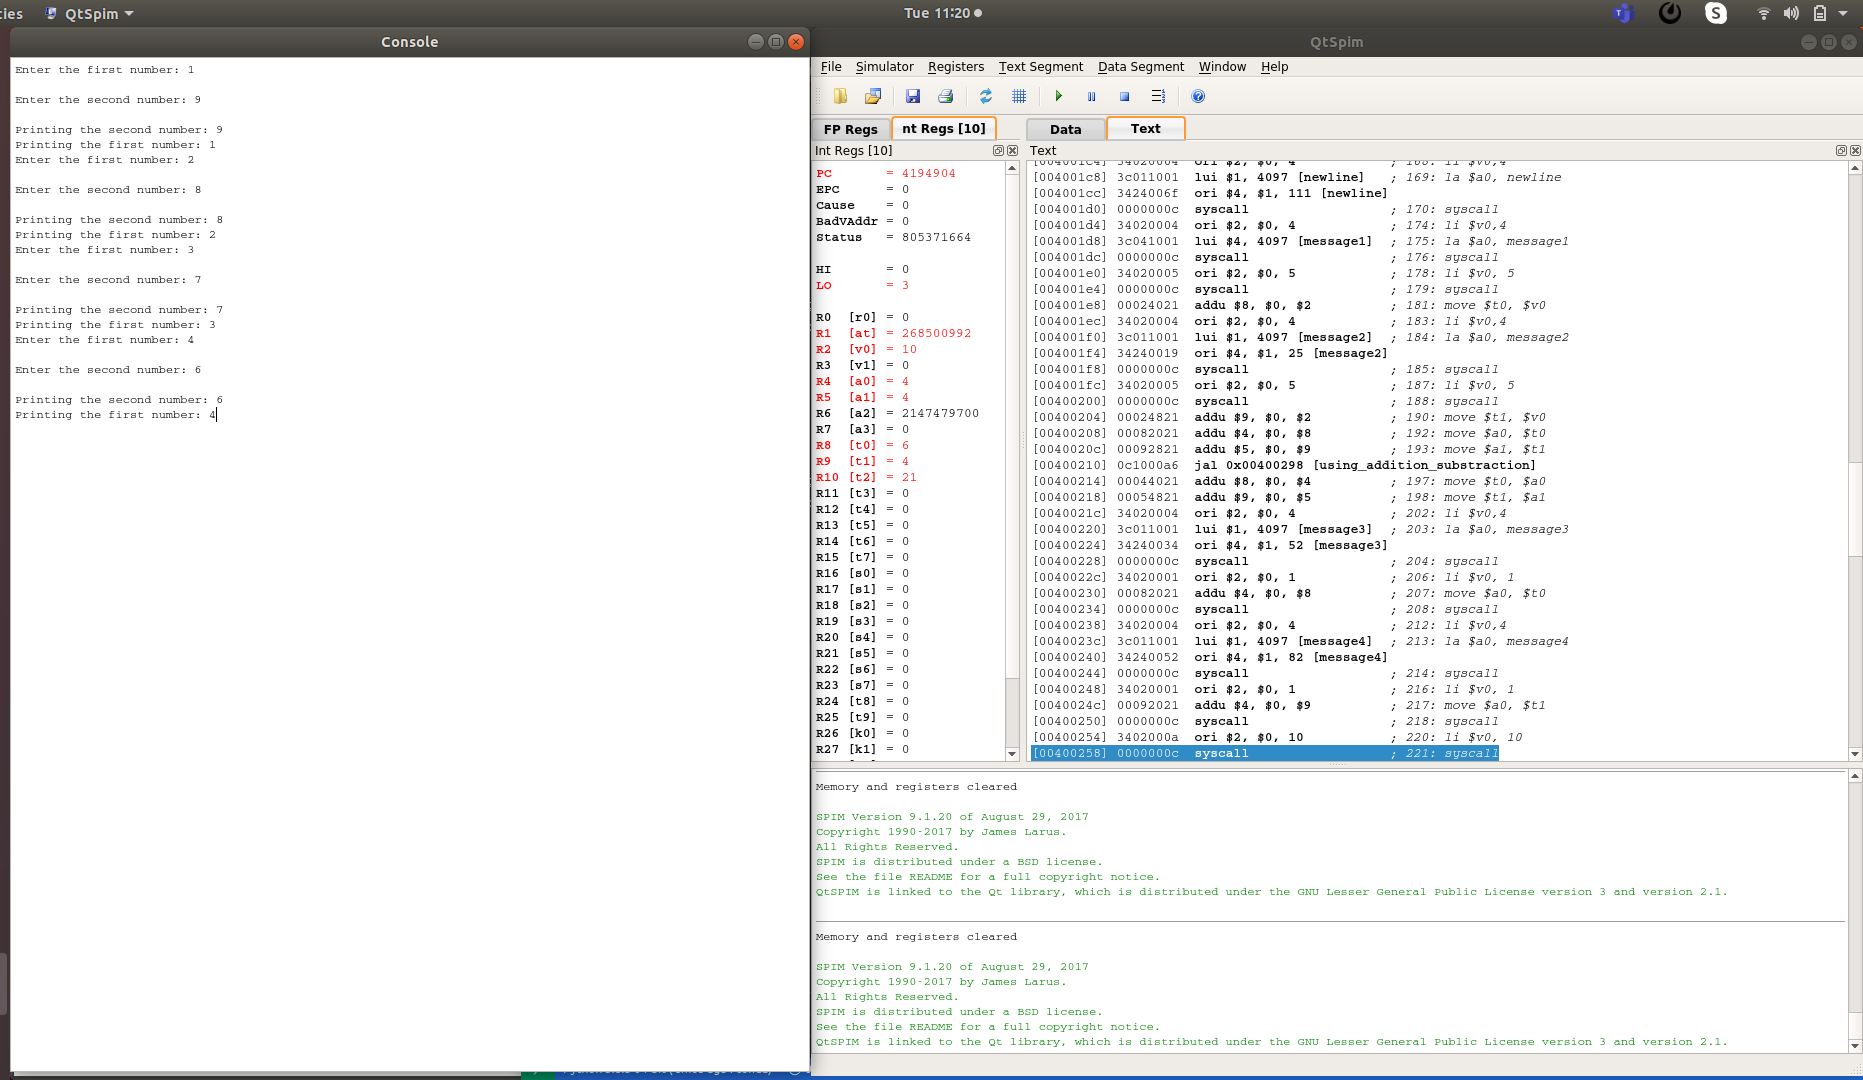 ties QtSpim Tue 11:20 S
Console
Enter the first number: 1
Enter the second number: 9
Printing the second number: 9
Printing the first number: 1
Enter the first number: 2
Enter the second number: 8
Printing the second number: 8
Printing the first number: 2
Enter the first number: 3
Enter the second number: 7
Printing the second number: 7
Printing the first number: 3
Enter the first number: 4
Enter the second number: 6
Printing the second number: 6
Printing the first number: 4
QtSpim
File Simulator Registers Text Segment Data Segment Window Help
FP Regs nt Regs [10] Data Text
Int Regs [10]
PC = 4194904
EPC = 0
Cause = 0
BadVAddr = 0
Status = 805371664
HI = 0
LO = 3
R0 [r0] = 0
R1 [at] = 268500992
R2 [v0] = 10
R3 [v1] = 0
R4 [a0] = 4
R5 [a1] = 4
R6 [a2] = 2147479700
R7 [a3] = 0
R8 [t0] = 6
R9 [t1] = 4
R10 [t2] = 21
R11 [t3] = 0
R12 [t4] = 0
R13 [t5] = 0
R14 [t6] = 0
R15 [t7] = 0
R16 [s0] = 0
R17 [s1] = 0
R18 [s2] = 0
R19 [s3] = 0
R20 [s4] = 0
R21 [s5] = 0
R22 [s6] = 0
R23 [s7] = 0
R24 [t8] = 0
R25 [t9] = 0
R26 [k0] = 0
R27 [k1] = 0
Text
[004001c4] 34020004 ori $2, $0, 4 ; 168: li $v0,4
[004001c8] 3c011001 lui $1, 4097 [newline] ; 169: la $a0, newline
[004001cc] 3424006f ori $4, $1, 111 [newline]
[004001d0] 0000000c syscall ; 170: syscall
[004001d4] 34020004 ori $2, $0, 4 ; 174: li $v0,4
[004001d8] 3c041001 lui $4, 4097 [message1] ; 175: la $a0, message1
[004001dc] 0000000c syscall ; 176: syscall
[004001e0] 34020005 ori $2, $0, 5 ; 178: li $v0, 5
[004001e4] 0000000c syscall ; 179: syscall
[004001e8] 00024021 addu $8, $0, $2 ; 181: move $t0, $v0
[004001ec] 34020004 ori $2, $0, 4 ; 183: li $v0,4
[004001f0] 3c011001 lui $1, 4097 [message2] ; 184: la $a0, message2
[004001f4] 34240019 ori $4, $1, 25 [message2]
[004001f8] 0000000c syscall ; 185: syscall
[004001fc] 34020005 ori $2, $0, 5 ; 187: li $v0, 5
[00400200] 0000000c syscall ; 188: syscall
[00400204] 00024821 addu $9, $0, $2 ; 190: move $t1, $v0
[00400208] 00082021 addu $4, $0, $8 ; 192: move $a0, $t0
[0040020c] 00092821 addu $5, $0, $9 ; 193: move $a1, $t1
[00400210] 0c1000a6 jal 0x00400298 [using_addition_substraction]
[00400214] 00044021 addu $8, $0, $4 ; 197: move $t0, $a0
[00400218] 00054821 addu $9, $0, $5 ; 198: move $t1, $a1
[0040021c] 34020004 ori $2, $0, 4 ; 202: li $v0,4
[00400220] 3c011001 lui $1, 4097 [message3] ; 203: la $a0, message3
[00400224] 34240034 ori $4, $1, 52 [message3]
[00400228] 0000000c syscall ; 204: syscall
[0040022c] 34020001 ori $2, $0, 1 ; 206: li $v0, 1
[00400230] 00082021 addu $4, $0, $8 ; 207: move $a0, $t0
[00400234] 0000000c syscall ; 208: syscall
[00400238] 34020004 ori $2, $0, 4 ; 212: li $v0,4
[0040023c] 3c011001 lui $1, 4097 [message4] ; 213: la $a0, message4
[00400240] 34240052 ori $4, $1, 82 [message4]
[00400244] 0000000c syscall ; 214: syscall
[00400248] 34020001 ori $2, $0, 1 ; 216: li $v0, 1
[0040024c] 00092021 addu $4, $0, $9 ; 217: move $a0, $t1
[00400250] 0000000c syscall ; 218: syscall
[00400254] 3402000a ori $2, $0, 10 ; 220: li $v0, 10
[00400258] 0000000c syscall ; 221: syscall
Memory and registers cleared
SPIM Version 9.1.20 of August 29, 2017
Copyright 1990-2017 by James Larus.
All Rights Reserved.
SPIM is distributed under a BSD license.
See the file README for a full copyright notice.
QtSPIM is linked to the Qt library, which is distributed under the GNU Lesser General Public License version 3 and version 2.1.
Memory and registers cleared
SPIM Version 9.1.20 of August 29, 2017
Copyright 1990-2017 by James Larus.
All Rights Reserved.
SPIM is distributed under a BSD license.
See the file README for a full copyright notice.
QtSPIM is linked to the Qt library, which is distributed under the GNU Lesser General Public License version 3 and version 2.1.